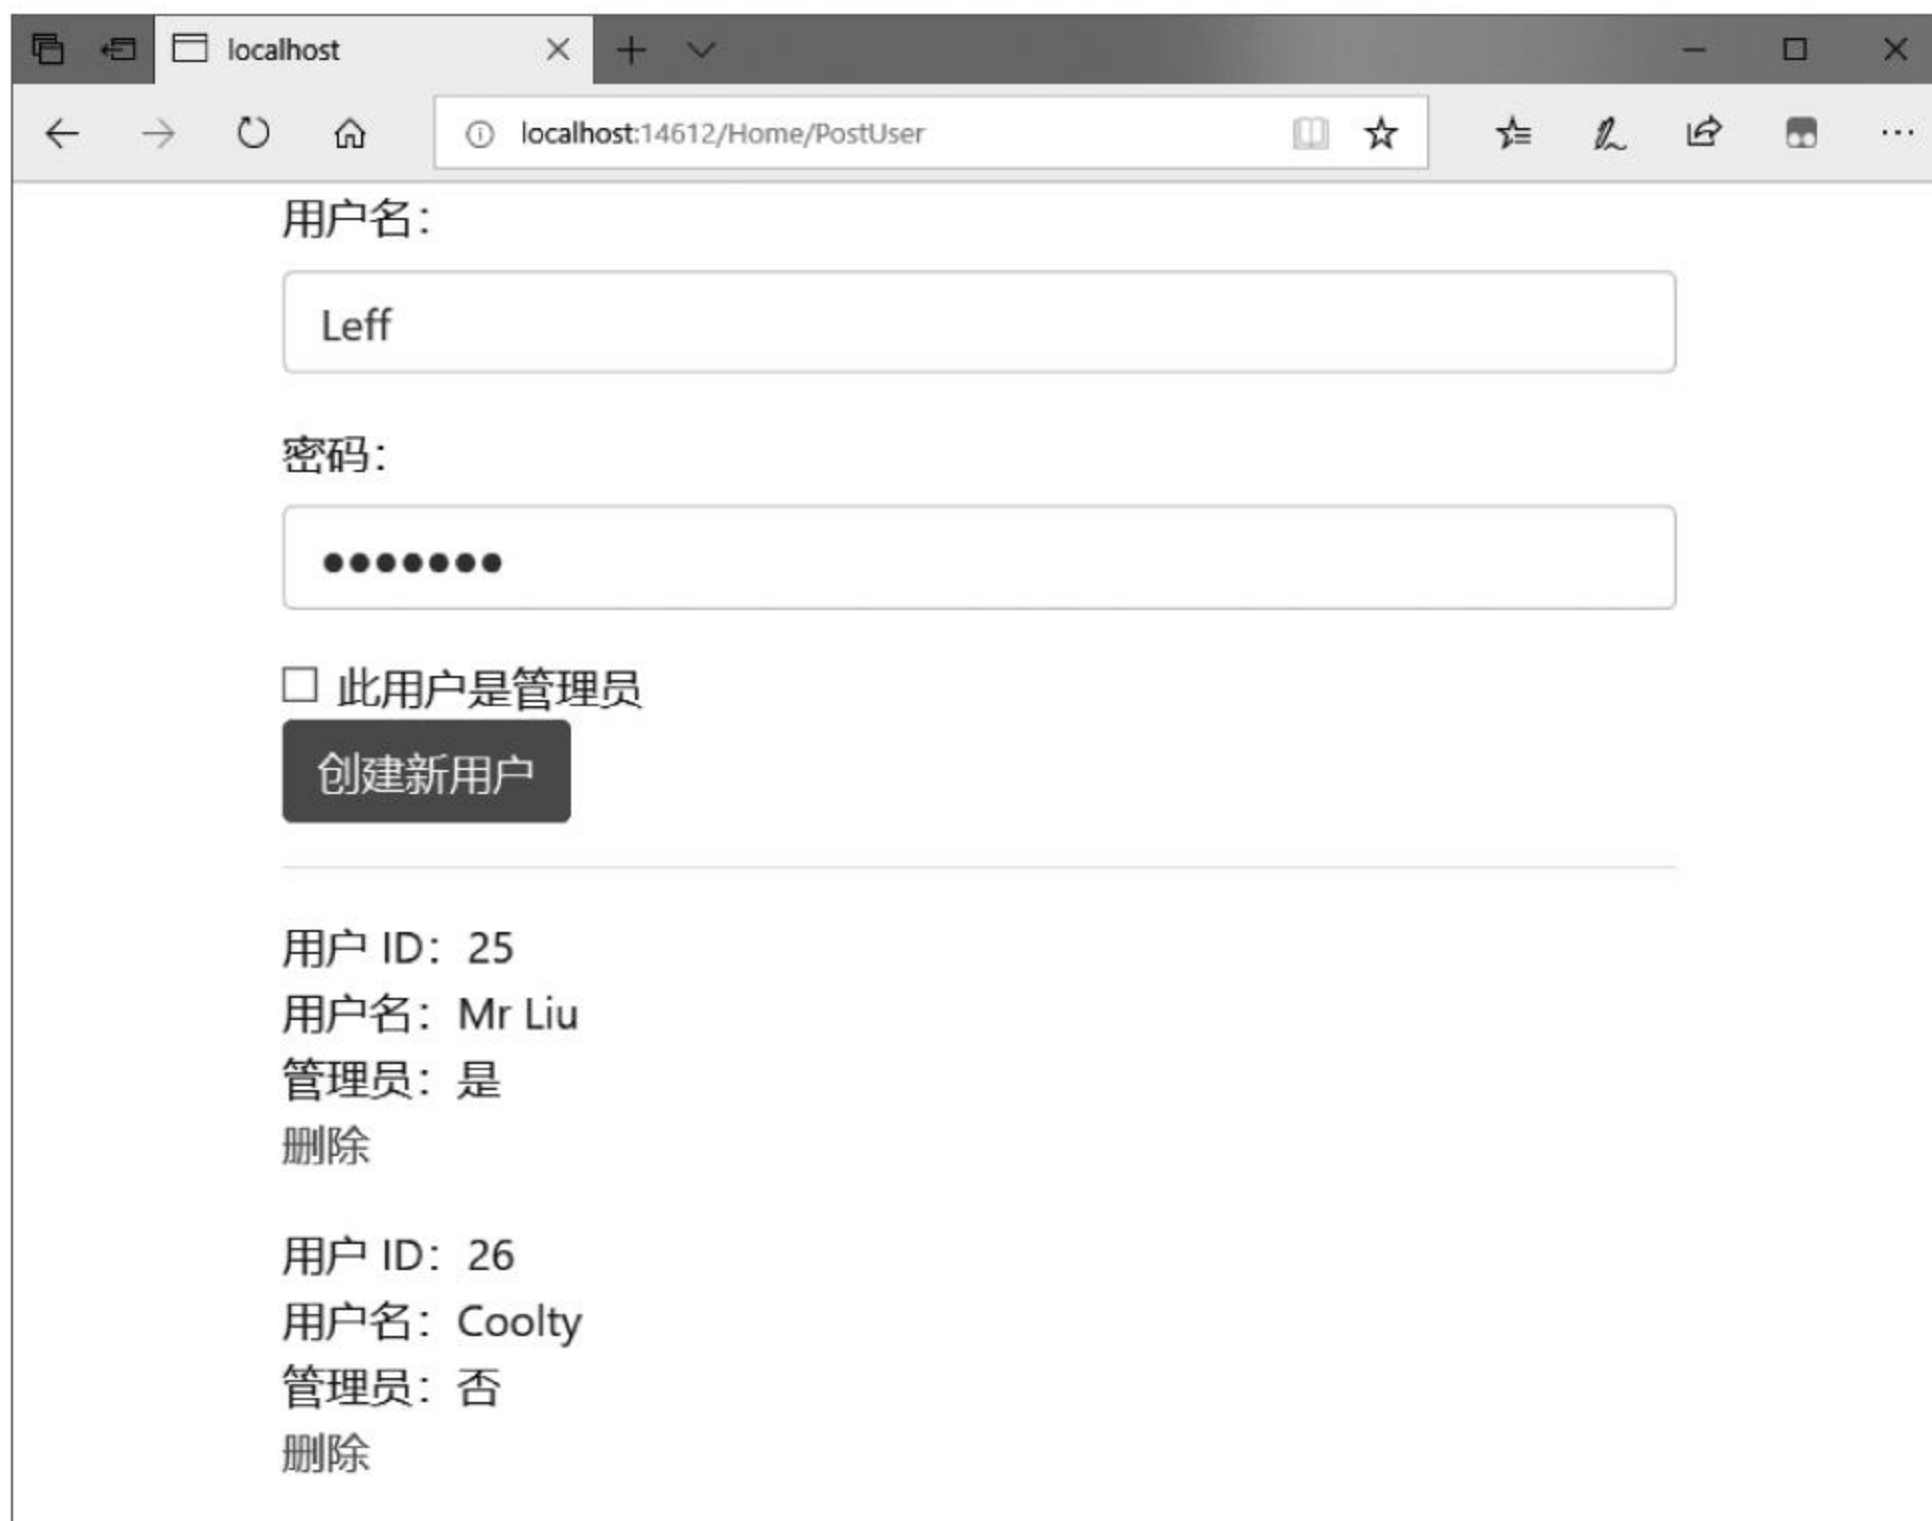 localhost
localhost:14612/Home/PostUser
用户名：
Leff
密码：
•••••••
此用户是管理员
创建新用户
用户 ID：25
用户名：Mr Liu
管理员：是
删除
用户 ID：26
用户名：Coolty
管理员：否
删除